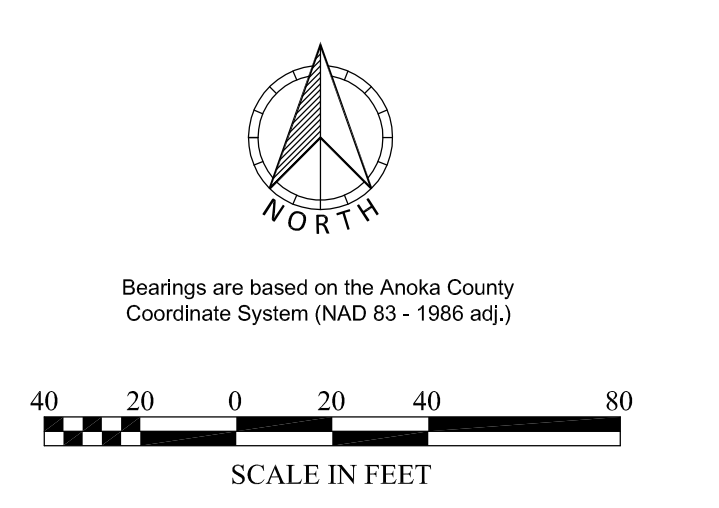 NORTH
Bearings are based on the Anoka County
Coordinate System (NAD 83 - 1986 adj.)
40 20 0 20 40 80
SCALE IN FEET